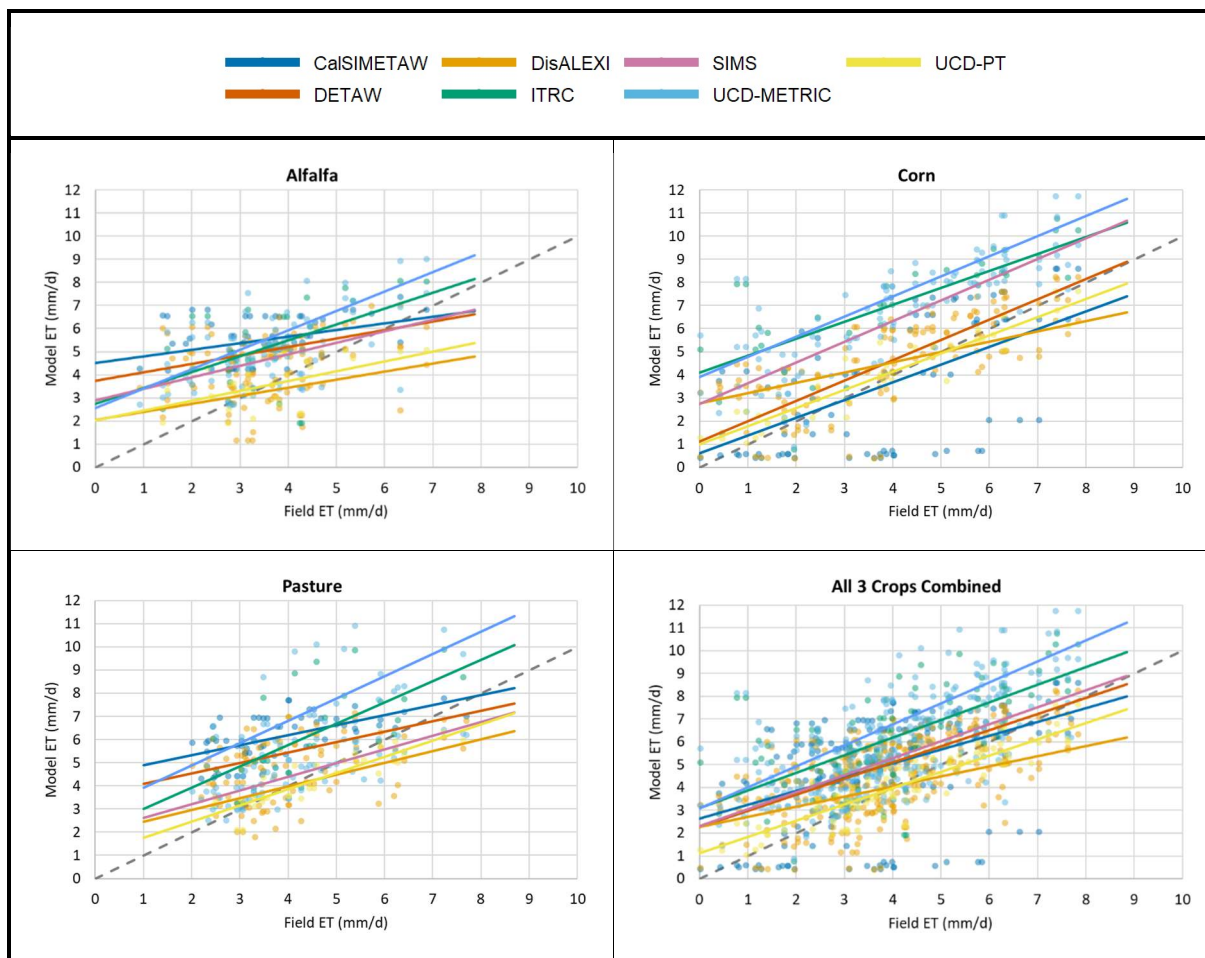 CalSIMETAW DisALEXI SIMS UCD-PT
DETAW ITRC UCD-METRIC
Alfalfa
12
11
10
9
8
7
6
5
4
3
2
1
0
Model ET (mm/d)
0 1 2 3 4 5 6 7 8 9 10
Field ET (mm/d)
Corn
12
11
10
9
8
7
6
5
4
3
2
1
0
Model ET (mm/d)
0 1 2 3 4 5 6 7 8 9 10
Field ET (mm/d)
Pasture
12
11
10
9
8
7
6
5
4
3
2
1
0
Model ET (mm/d)
0 1 2 3 4 5 6 7 8 9 10
Field ET (mm/d)
All 3 Crops Combined
12
11
10
9
8
7
6
5
4
3
2
1
0
Model ET (mm/d)
0 1 2 3 4 5 6 7 8 9 10
Field ET (mm/d)